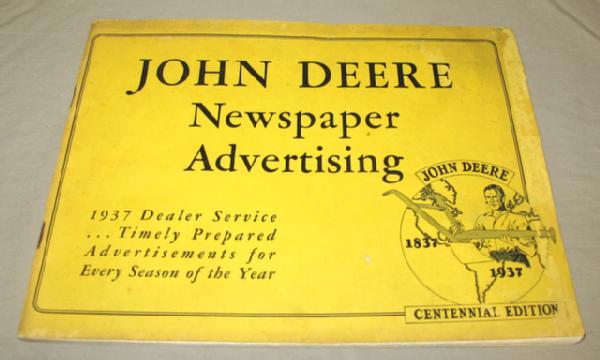 JOHN DEERE
Newspaper
Advertising
1937 Dealer Service
... Timely Prepared
Advertisements for
Every Season of the Year
JOHN DEERE
1837
1937
CENTENNIAL EDITION